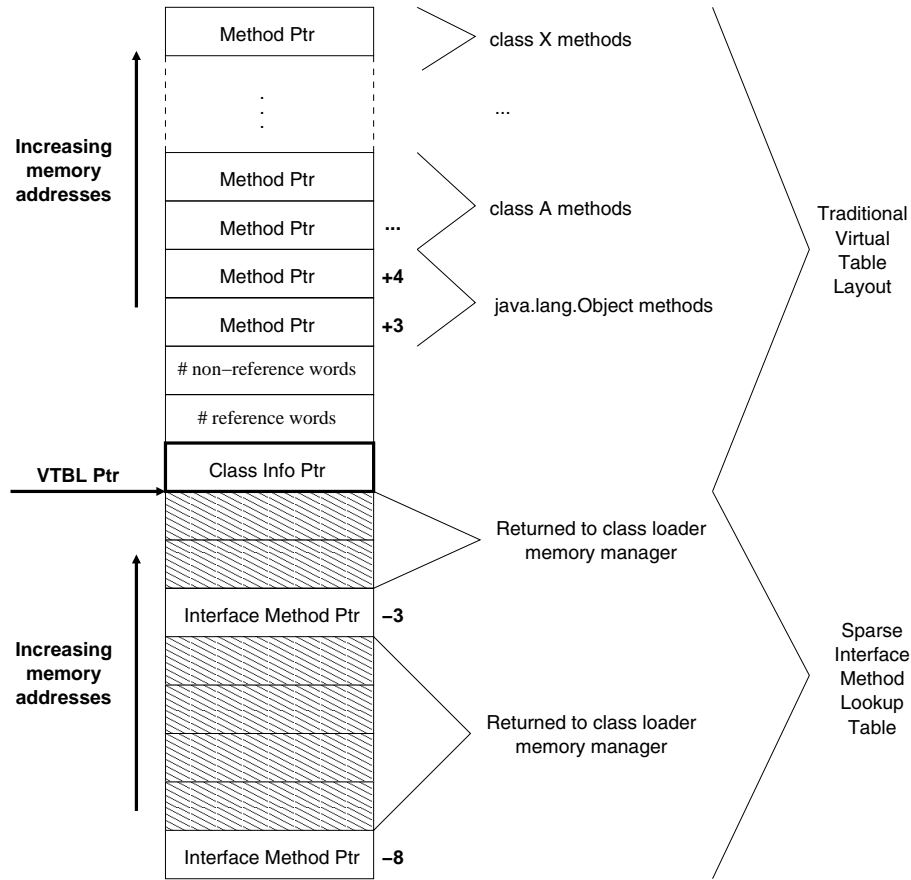 Method Ptr
class X methods
.
.
.
...
Increasing
memory
addresses
Method Ptr
class A methods
Method Ptr
...
Traditional
Virtual
Table
Layout
Method Ptr
+4
java.lang.Object methods
Method Ptr
+3
# non−reference words
# reference words
VTBL Ptr
Class Info Ptr
Returned to class loader
memory manager
Interface Method Ptr
−3
Increasing
memory
addresses
Sparse
Interface
Method
Lookup
Table
Returned to class loader
memory manager
Interface Method Ptr
−8